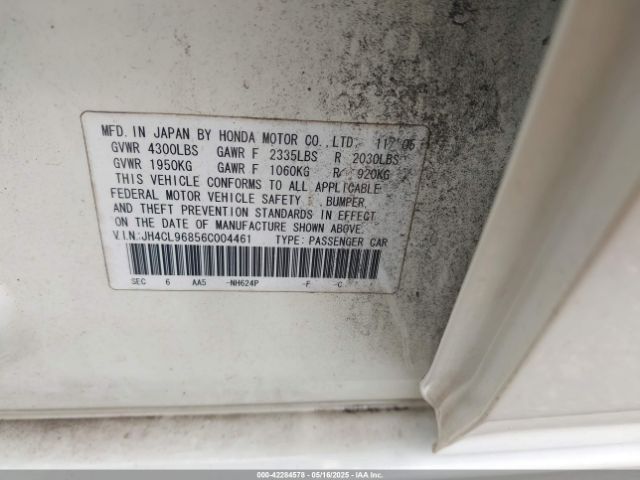 MFD. IN JAPAN BY HONDA MOTOR CO., LTD. 11/05
GVWR 4300LBS GAWR F 2335LBS R 2030LBS
GVWR 1950KG GAWR F 1060KG R 920KG
THIS VEHICLE CONFORMS TO ALL APPLICABLE
FEDERAL MOTOR VEHICLE SAFETY, BUMPER,
AND THEFT PREVENTION STANDARDS IN EFFECT
ON THE DATE OF MANUFACTURE SHOWN ABOVE.
V.I.N:JH4CL96856C004461 TYPE: PASSENGER CAR
SEC 6 AA5 -NH624P -F -C
000-42284578 - 05/16/2025 - IAA Inc.